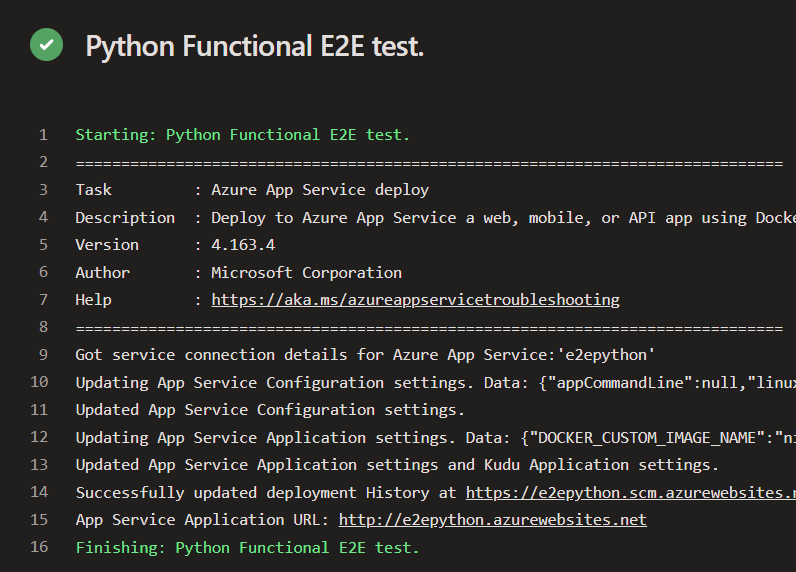 Python Functional E2E test.
1 Starting: Python Functional E2E test.
2 ==============================================================================
3 Task         : Azure App Service deploy
4 Description  : Deploy to Azure App Service a web, mobile, or API app using
5 Version      : 4.163.4
6 Author       : Microsoft Corporation
7 Help         : https://aka.ms/azureappservicetroubleshooting
8 ==============================================================================
9 Got service connection details for Azure App Service:'e2epython'
10 Updating App Service Configuration settings. Data: {"appCommandLine":null,"linux
11 Updated App Service Configuration settings.
12 Updating App Service Application settings. Data: {"DOCKER_CUSTOM_IMAGE_NAME":"
13 Updated App Service Application settings and Kudu Application settings.
14 Successfully updated deployment History at https://e2epython.scm.azurewebsites.
15 App Service Application URL: http://e2epython.azurewebsites.net
16 Finishing: Python Functional E2E test.